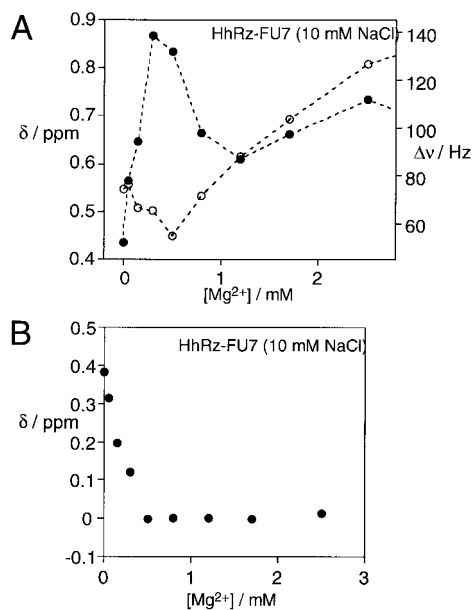 A
HhRz-FU7 (10 mM NaCl)
0.9
0.8
0.7
0.6
0.5
0.4
δ / ppm
140
120
100
80
60
Δν / Hz
0
1
2
[Mg²⁺] / mM
B
HhRz-FU7 (10 mM NaCl)
0.5
0.4
0.3
0.2
0.1
0
-0.1
δ / ppm
0
1
2
3
[Mg²⁺] / mM